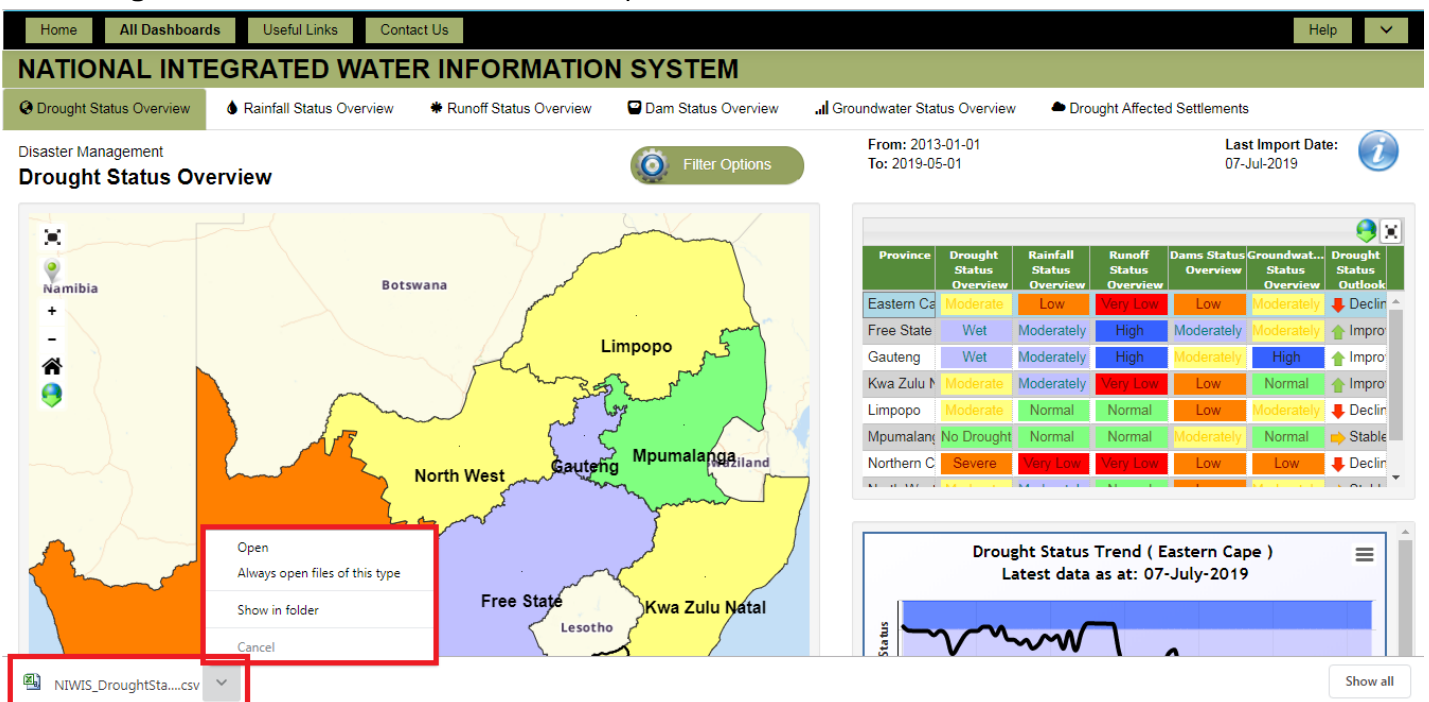 Home All Dashboards Useful Links Contact Us Help
NATIONAL INTEGRATED WATER INFORMATION SYSTEM
Drought Status Overview Rainfall Status Overview Runoff Status Overview Dam Status Overview Groundwater Status Overview Drought Affected Settlements
Disaster Management
Drought Status Overview
Filter Options
From: 2013-01-01
To: 2019-05-01
Last Import Date:
07-Jul-2019
Namibia
Botswana
Limpopo
North West
Gauteng
Mpumalanga
Swaziland
Free State
Lesotho
Kwa Zulu Natal
Province Drought Status Overview Rainfall Status Overview Runoff Status Overview Dams Status Overview Groundwat... Status Overview Drought Status Outlook
Eastern Ca Moderate Low Very Low Low Moderately Declin
Free State Wet Moderately High Moderately Moderately Impro
Gauteng Wet Moderately High Moderately High Impro
Kwa Zulu N Moderate Moderately Very Low Low Normal Impro
Limpopo Moderate Normal Normal Low Moderately Declin
Mpumalang No Drought Normal Normal Moderately Normal Stable
Northern C Severe Very Low Very Low Low Low Declin
Drought Status Trend ( Eastern Cape )
Latest data as at: 07-July-2019
Status
Open
Always open files of this type
Show in folder
Cancel
NIWIS_DroughtSta....csv
Show all